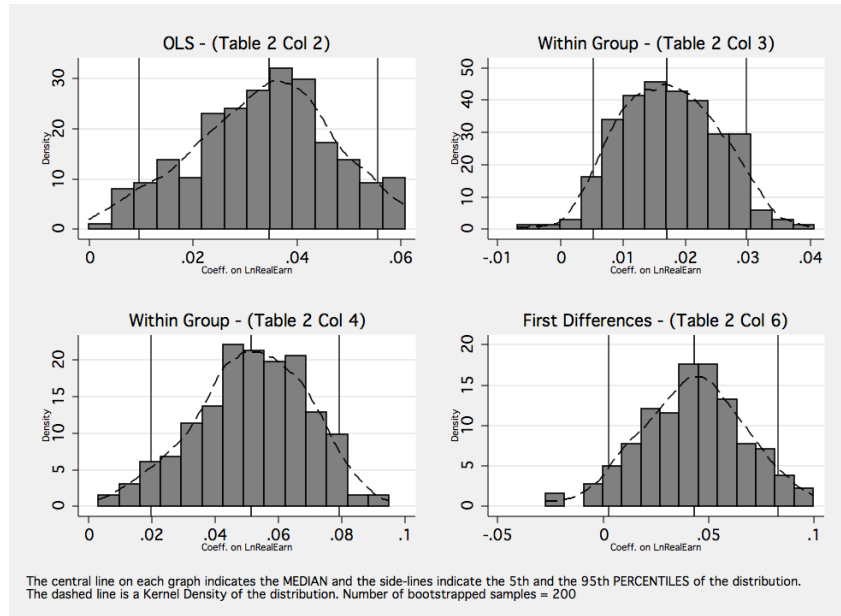 OLS - (Table 2 Col 2)
Density
0 10 20 30
0 .02 .04 .06
Coeff. on LnRealEarn
Within Group - (Table 2 Col 3)
Density
0 10 20 30 40 50
-.01 0 .01 .02 .03 .04
Coeff. on LnRealEarn
Within Group - (Table 2 Col 4)
Density
0 5 10 15 20
0 .02 .04 .06 .08 .1
Coeff. on LnRealEarn
First Differences - (Table 2 Col 6)
Density
0 5 10 15 20
-.05 0 .05 .1
Coeff. on LnRealEarn
The central line on each graph indicates the MEDIAN and the side-lines indicate the 5th and the 95th PERCENTILES of the distribution.
The dashed line is a Kernel Density of the distribution. Number of bootstrapped samples = 200